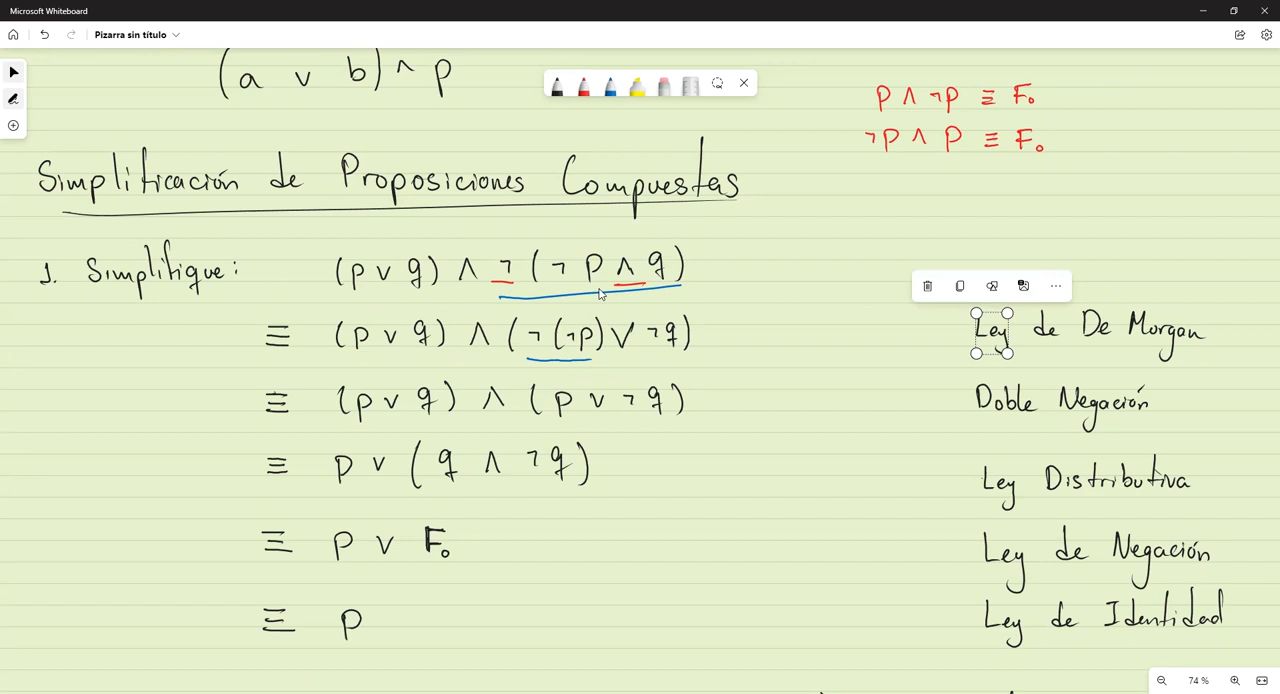 Microsoft Whiteboard
Pizarra sin título
(a v b) ^ p
p ∧ ¬p ≡ F₀
¬p ∧ p ≡ F₀
Simplificación de Proposiciones Compuestas
1. Simplifique: (p v q) ∧ ¬(¬p ∧ q)
≡ (p v q) ∧ (¬(¬p) ∨ ¬q) Ley de De Morgan
≡ (p v q) ∧ (p v ¬q) Doble Negación
≡ p v (q ∧ ¬q) Ley Distributiva
≡ p v F₀ Ley de Negación
≡ p Ley de Identidad
74 %